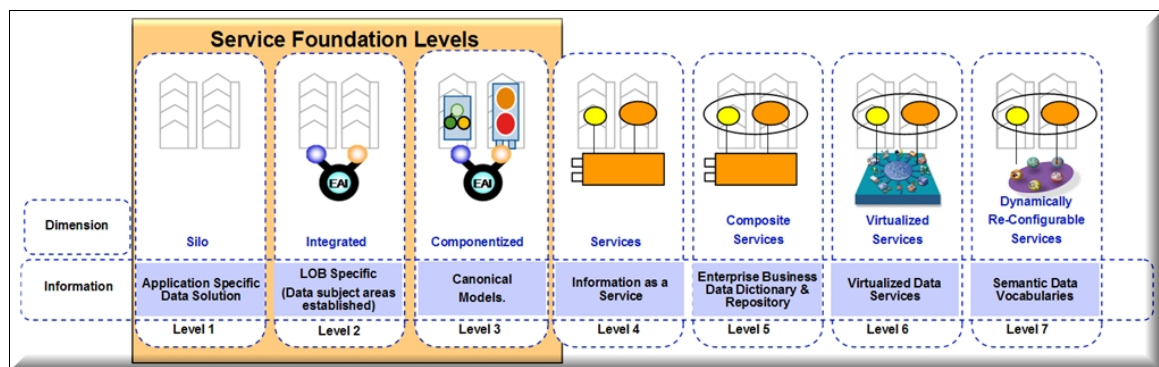 Service Foundation Levels
EAI
EAI
Dimension
Silo
Integrated
Componentized
Services
Composite
Services
Virtualized
Services
Dynamically
Re-Configurable
Services
Information
Application Specific
Data Solution
LOB Specific
(Data subject areas
established)
Canonical
Models.
Information as a
Service
Enterprise Business
Data Dictionary &
Repository
Virtualized Data
Services
Semantic Data
Vocabularies
Level 1
Level 2
Level 3
Level 4
Level 5
Level 6
Level 7